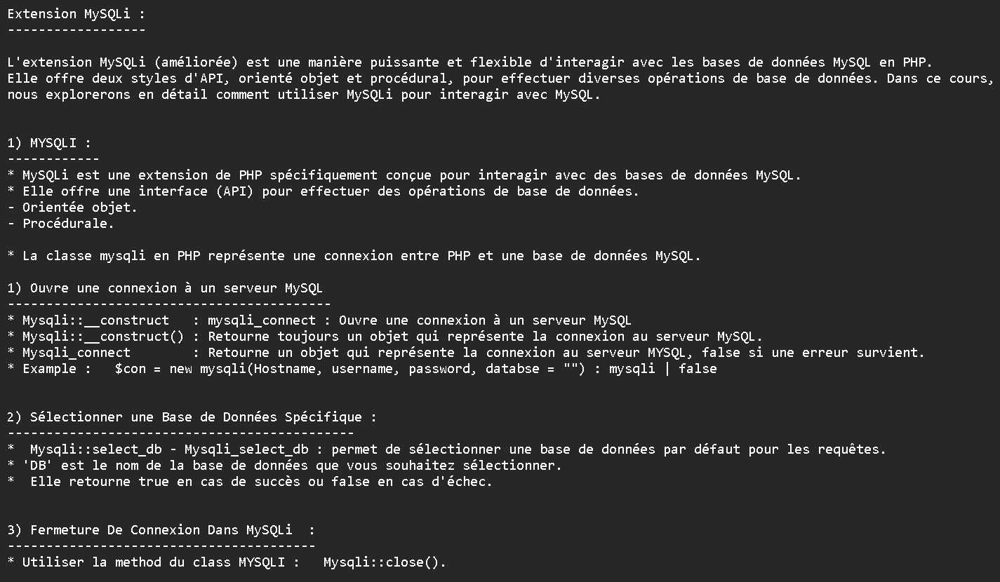 Extension MySQLi :
------------------
L'extension MySQLi (améliorée) est une manière puissante et flexible d'interagir avec les bases de données MySQL en PHP.
Elle offre deux styles d'API, orienté objet et procédural, pour effectuer diverses opérations de base de données. Dans ce cours,
nous explorerons en détail comment utiliser MySQLi pour interagir avec MySQL.
1) MYSQLI :
------------
* MySQLi est une extension de PHP spécifiquement conçue pour interagir avec des bases de données MySQL.
* Elle offre une interface (API) pour effectuer des opérations de base de données.
- Orientée objet.
- Procédurale.
* La classe mysqli en PHP représente une connexion entre PHP et une base de données MySQL.
1) Ouvre une connexion à un serveur MySQL
------------------------------------------
* Mysqli::__construct   : mysqli_connect : Ouvre une connexion à un serveur MySQL
* Mysqli::__construct() : Retourne toujours un objet qui représente la connexion au serveur MySQL.
* Mysqli_connect        : Retourne un objet qui représente la connexion au serveur MYSQL, false si une erreur survient.
* Example :   $con = new mysqli(Hostname, username, password, databse = "") : mysqli | false
2) Sélectionner une Base de Données Spécifique :
---------------------------------------------
*  Mysqli::select_db - Mysqli_select_db : permet de sélectionner une base de données par défaut pour les requêtes.
* 'DB' est le nom de la base de données que vous souhaitez sélectionner.
*  Elle retourne true en cas de succès ou false en cas d'échec.
3) Fermeture De Connexion Dans MySQLi  :
----------------------------------------
* Utiliser la method du class MYSQLI :   Mysqli::close().